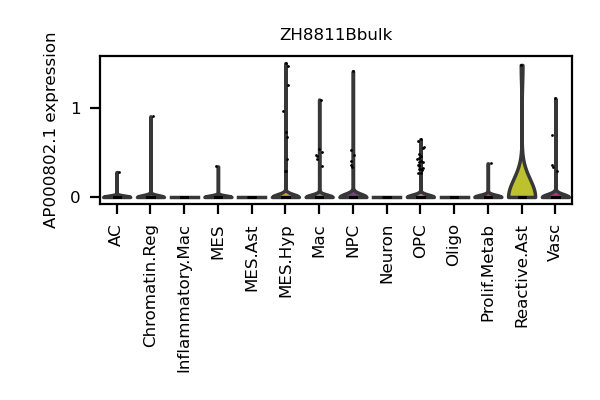 ZH8811Bbulk
AP000802.1 expression
1
0
AC
Chromatin.Reg
Inflammatory.Mac
MES
MES.Ast
MES.Hyp
Mac
NPC
Neuron
OPC
Oligo
Prolif.Metab
Reactive.Ast
Vasc